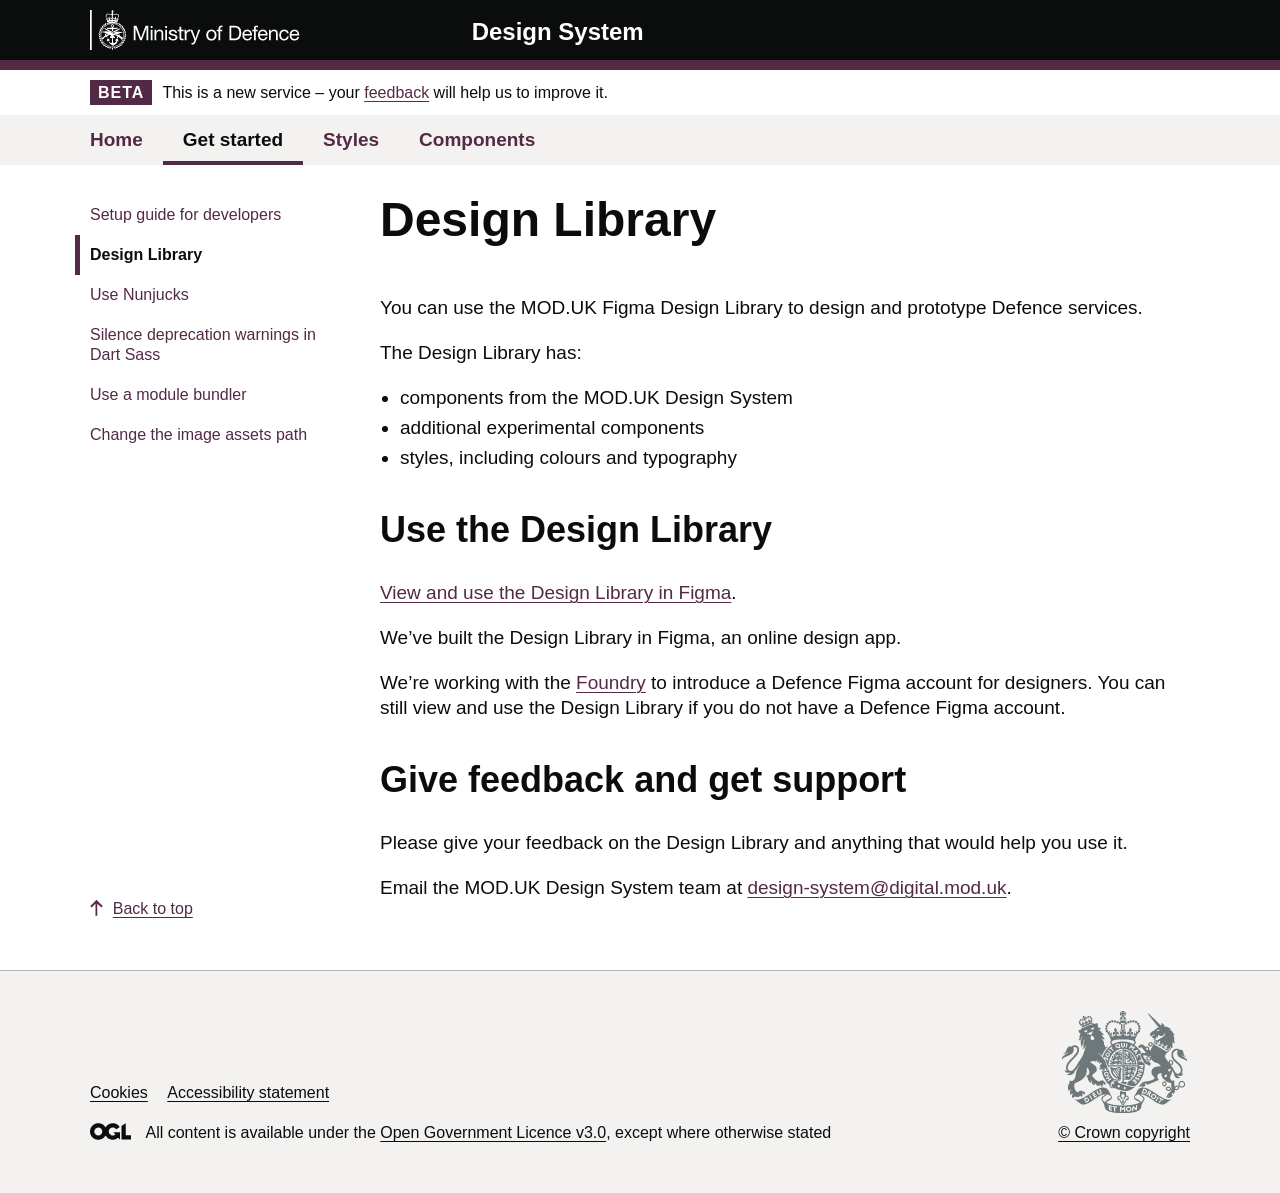 Ministry of Defence
Design System
BETA This is a new service – your feedback will help us to improve it.
Home Get started Styles Components
Setup guide for developers
Design Library
Use Nunjucks
Silence deprecation warnings in
Dart Sass
Use a module bundler
Change the image assets path
Design Library
You can use the MOD.UK Figma Design Library to design and prototype Defence services.
The Design Library has:
components from the MOD.UK Design System
additional experimental components
styles, including colours and typography
Use the Design Library
View and use the Design Library in Figma.
We’ve built the Design Library in Figma, an online design app.
We’re working with the Foundry to introduce a Defence Figma account for designers. You can
still view and use the Design Library if you do not have a Defence Figma account.
Give feedback and get support
Please give your feedback on the Design Library and anything that would help you use it.
Email the MOD.UK Design System team at design-system@digital.mod.uk.
Back to top
Cookies Accessibility statement
OGL All content is available under the Open Government Licence v3.0, except where otherwise stated
DIEU ET MON DROIT
© Crown copyright